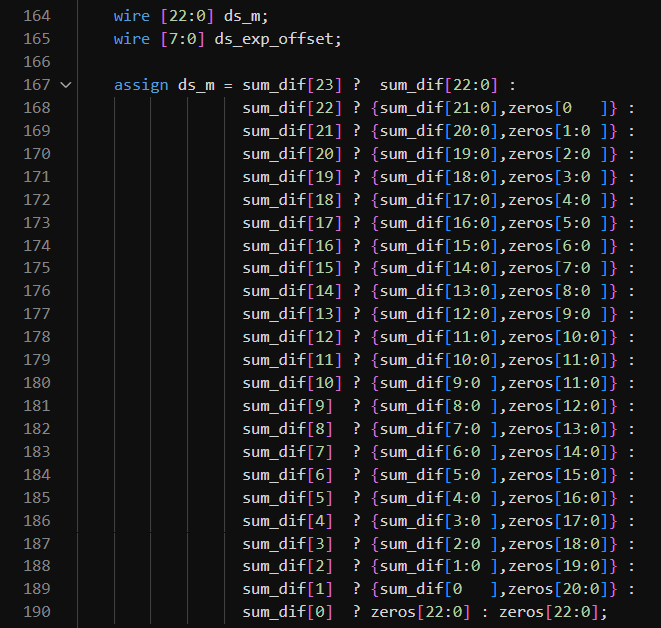 164 wire [22:0] ds_m;
165 wire [7:0] ds_exp_offset;
166
167 assign ds_m = sum_dif[23] ?  sum_dif[22:0] :
168 sum_dif[22] ? {sum_dif[21:0],zeros[0   ]} :
169 sum_dif[21] ? {sum_dif[20:0],zeros[1:0 ]} :
170 sum_dif[20] ? {sum_dif[19:0],zeros[2:0 ]} :
171 sum_dif[19] ? {sum_dif[18:0],zeros[3:0 ]} :
172 sum_dif[18] ? {sum_dif[17:0],zeros[4:0 ]} :
173 sum_dif[17] ? {sum_dif[16:0],zeros[5:0 ]} :
174 sum_dif[16] ? {sum_dif[15:0],zeros[6:0 ]} :
175 sum_dif[15] ? {sum_dif[14:0],zeros[7:0 ]} :
176 sum_dif[14] ? {sum_dif[13:0],zeros[8:0 ]} :
177 sum_dif[13] ? {sum_dif[12:0],zeros[9:0 ]} :
178 sum_dif[12] ? {sum_dif[11:0],zeros[10:0]} :
179 sum_dif[11] ? {sum_dif[10:0],zeros[11:0]} :
180 sum_dif[10] ? {sum_dif[9:0 ],zeros[11:0]} :
181 sum_dif[9]  ? {sum_dif[8:0 ],zeros[12:0]} :
182 sum_dif[8]  ? {sum_dif[7:0 ],zeros[13:0]} :
183 sum_dif[7]  ? {sum_dif[6:0 ],zeros[14:0]} :
184 sum_dif[6]  ? {sum_dif[5:0 ],zeros[15:0]} :
185 sum_dif[5]  ? {sum_dif[4:0 ],zeros[16:0]} :
186 sum_dif[4]  ? {sum_dif[3:0 ],zeros[17:0]} :
187 sum_dif[3]  ? {sum_dif[2:0 ],zeros[18:0]} :
188 sum_dif[2]  ? {sum_dif[1:0 ],zeros[19:0]} :
189 sum_dif[1]  ? {sum_dif[0   ],zeros[20:0]} :
190 sum_dif[0]  ? zeros[22:0] : zeros[22:0];